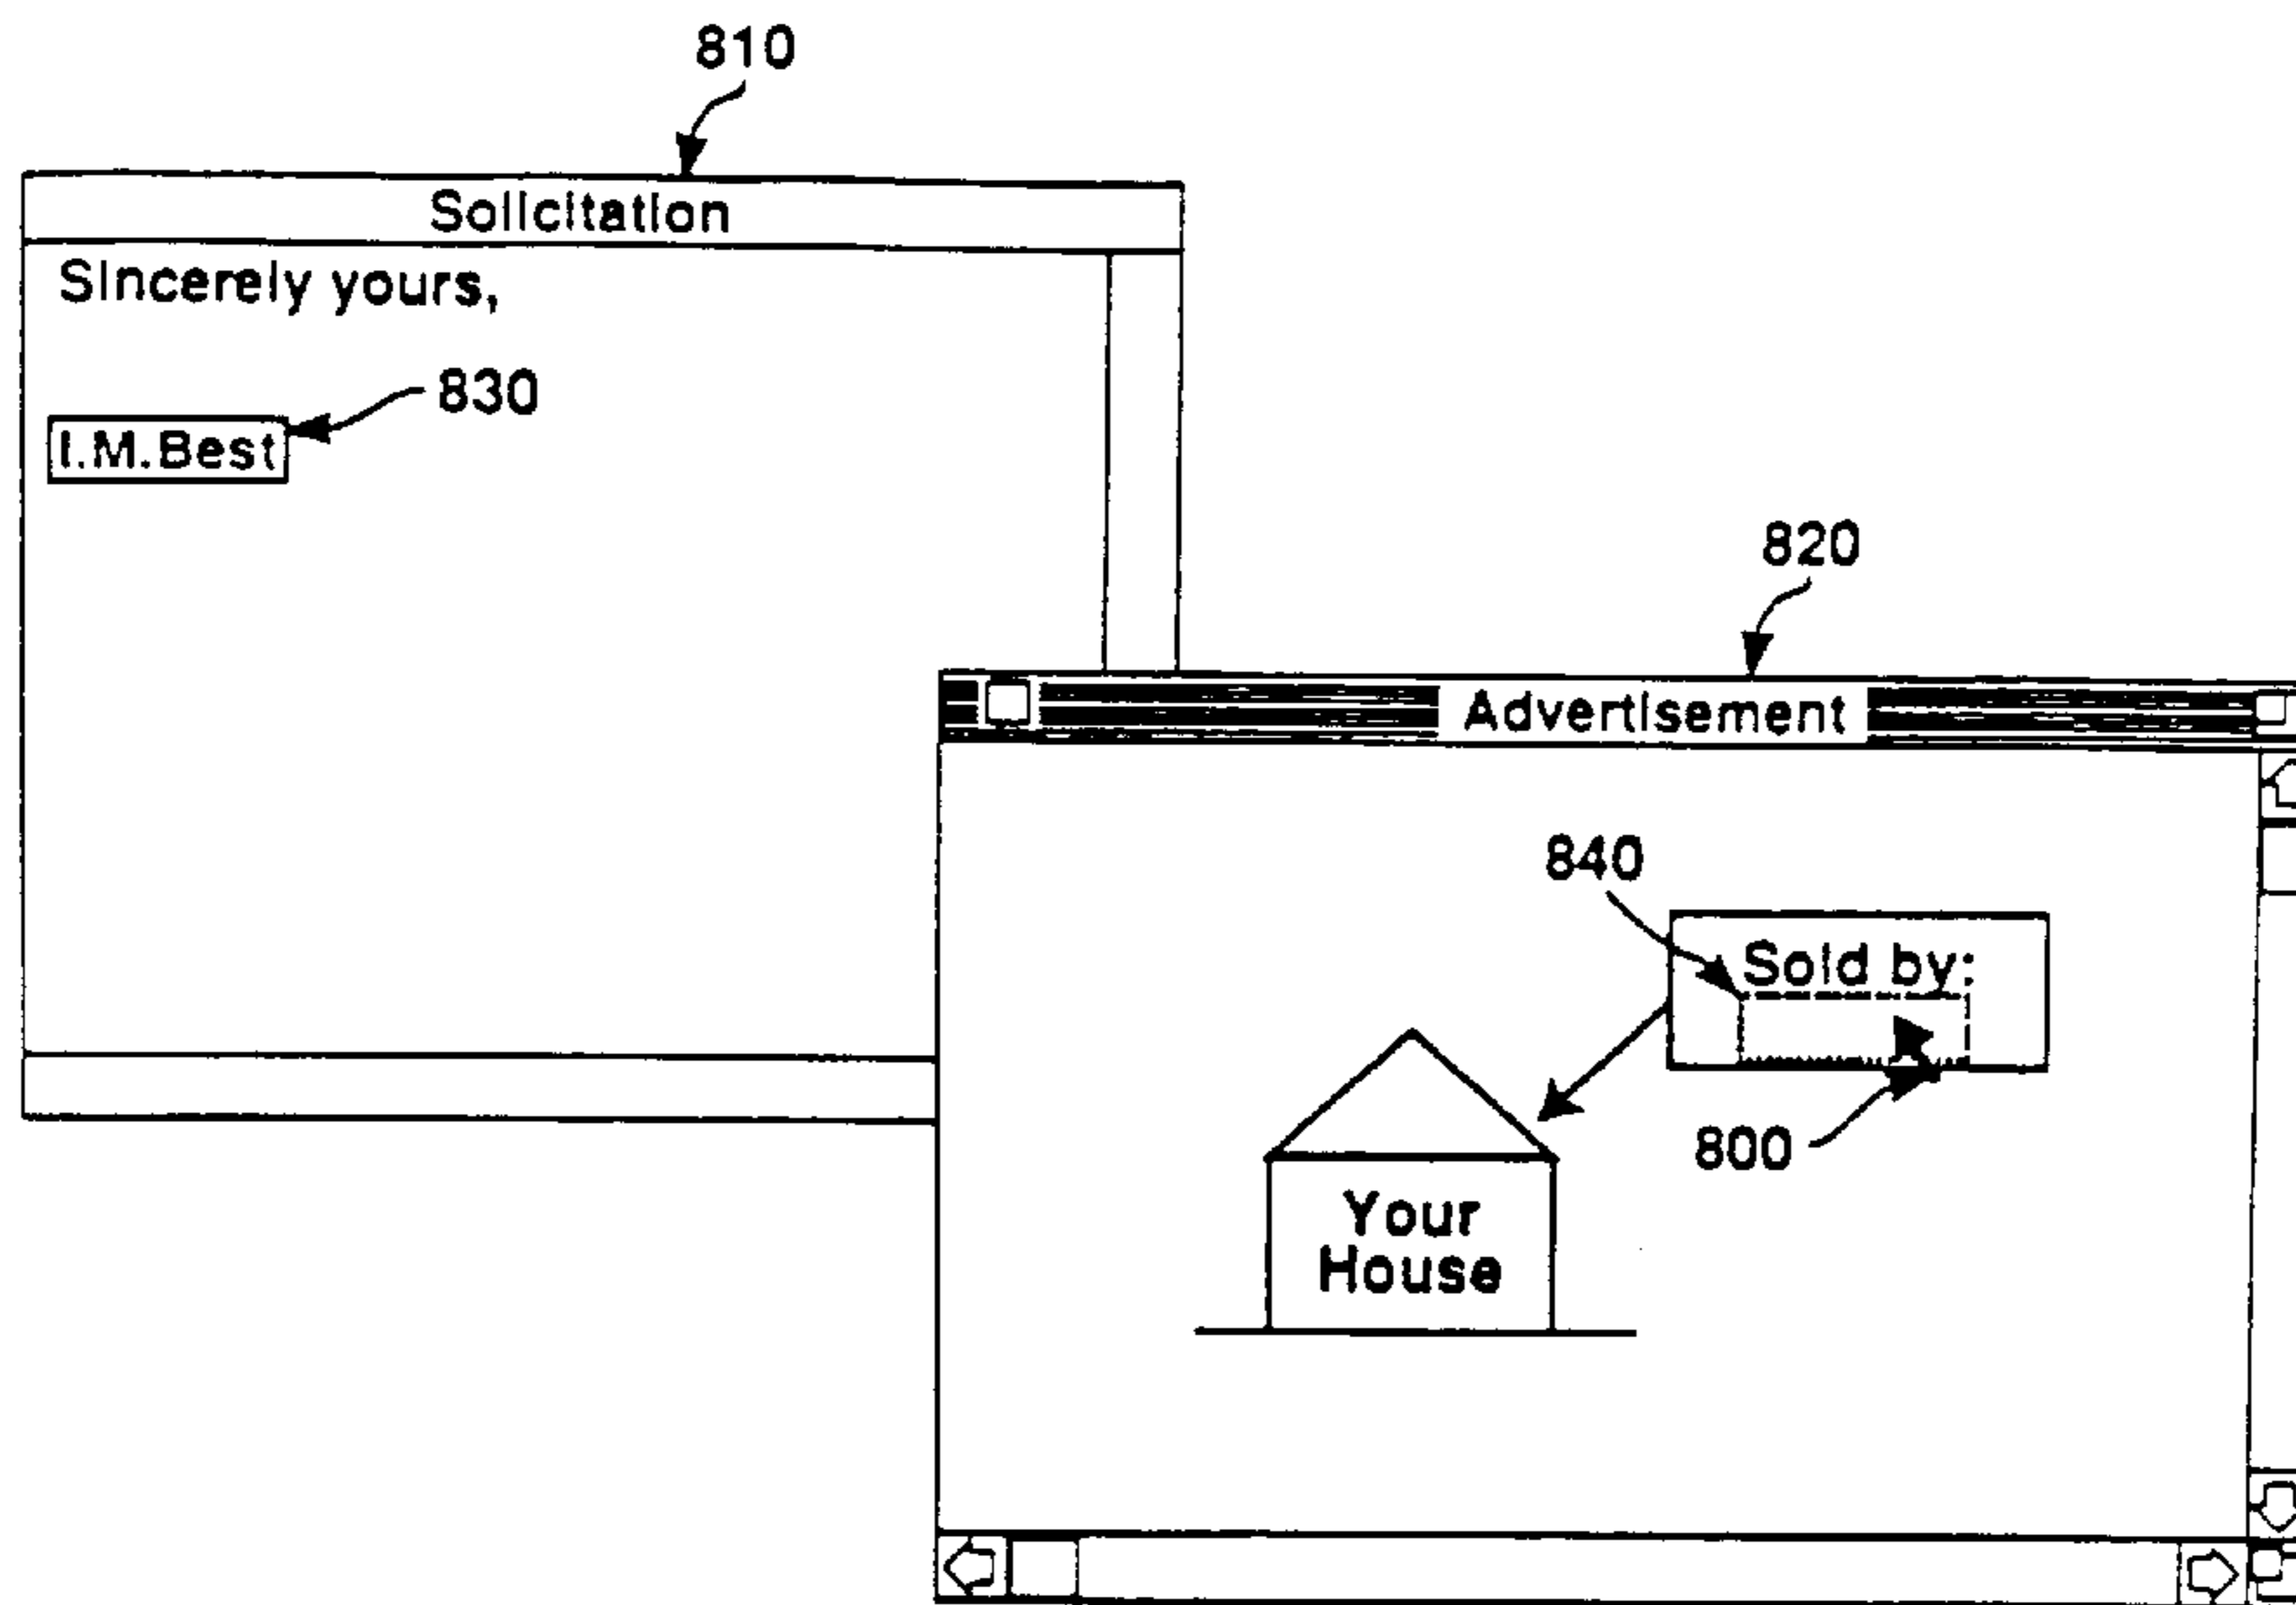 810
Solicitation
Sincerely yours,
830
I.M.Best
820
Advertisement
840
Sold by:
800
Your
House